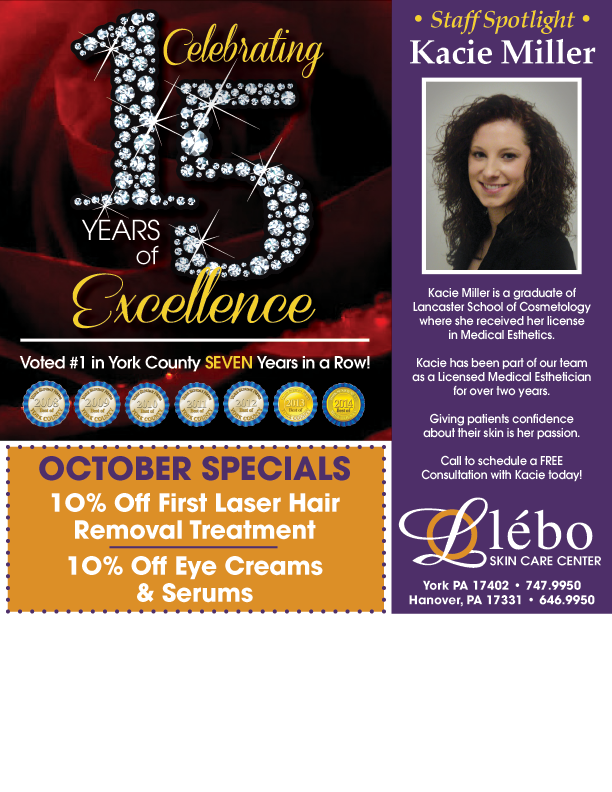 Celebrating
15
YEARS
of
Excellence
Voted #1 in York County SEVEN Years in a Row!
2008
2009
2010
2011
2012
2013
2014
OCTOBER SPECIALS
10% Off First Laser Hair
Removal Treatment
10% Off Eye Creams
& Serums
• Staff Spotlight •
Kacie Miller
Kacie Miller is a graduate of
Lancaster School of Cosmetology
where she received her license
in Medical Esthetics.
Kacie has been part of our team
as a Licensed Medical Esthetician
for over two years.
Giving patients confidence
about their skin is her passion.
Call to schedule a FREE
Consultation with Kacie today!
L lébo
SKIN CARE CENTER
York PA 17402 • 747.9950
Hanover, PA 17331 • 646.9950